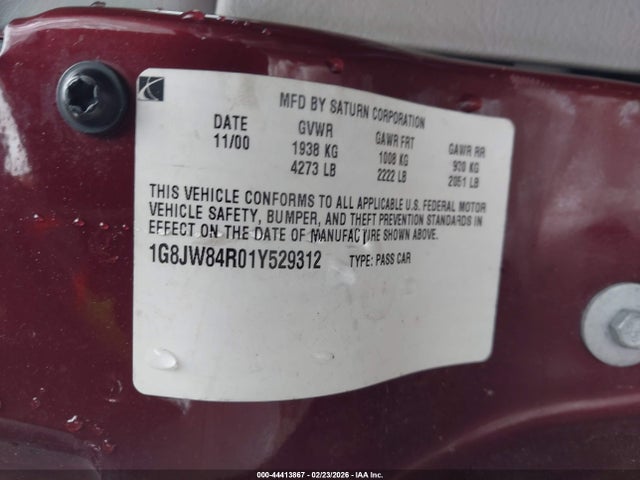 MFD BY SATURN CORPORATION
DATE GVWR GAWR FRT GAWR RR
11/00 1938 KG 1008 KG 930 KG
4273 LB 2222 LB 2051 LB
THIS VEHICLE CONFORMS TO ALL APPLICABLE U.S. FEDERAL MOTOR
VEHICLE SAFETY, BUMPER, AND THEFT PREVENTION STANDARDS IN
EFFECT ON THE DATE OF MANUFACTURE SHOWN ABOVE.
1G8JW84R01Y529312 TYPE: PASS CAR
000-44413867 - 02/23/2026 - IAA Inc.